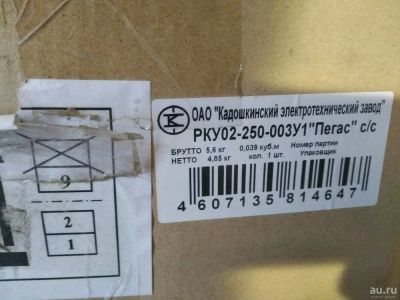 ОАО "Кадошкинский электротехнический завод"
РКУ02-250-003У1"Пегас" с/с
БРУТТО 5,6 кг 0,039 куб.м Номер партии
НЕТТО 4,85 кг кол. 1 шт. Упаковщик
4 607135 814647
9
2
1
au.ru